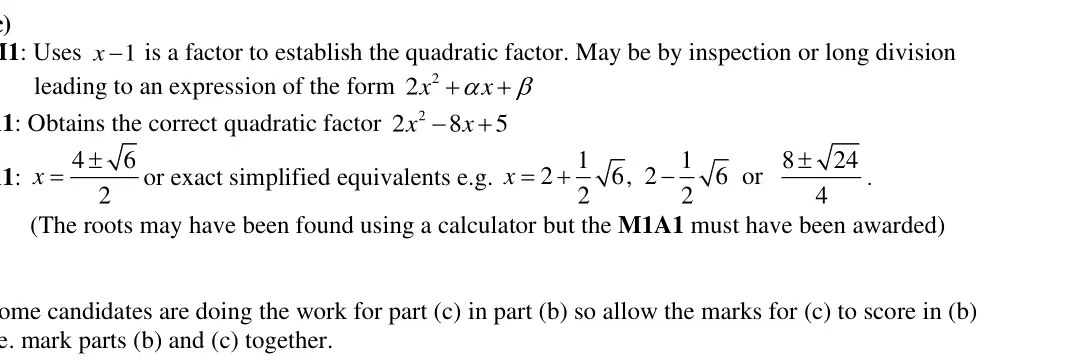 c)
M1: Uses x−1 is a factor to establish the quadratic factor. May be by inspection or long division
leading to an expression of the form 2x² + αx + β
A1: Obtains the correct quadratic factor 2x² − 8x + 5
A1: x = (4 ± √6)/2 or exact simplified equivalents e.g. x = 2 + 1/2 √6, 2 − 1/2 √6 or (8 ± √24)/4 .
(The roots may have been found using a calculator but the M1A1 must have been awarded)
ome candidates are doing the work for part (c) in part (b) so allow the marks for (c) to score in (b)
e. mark parts (b) and (c) together.